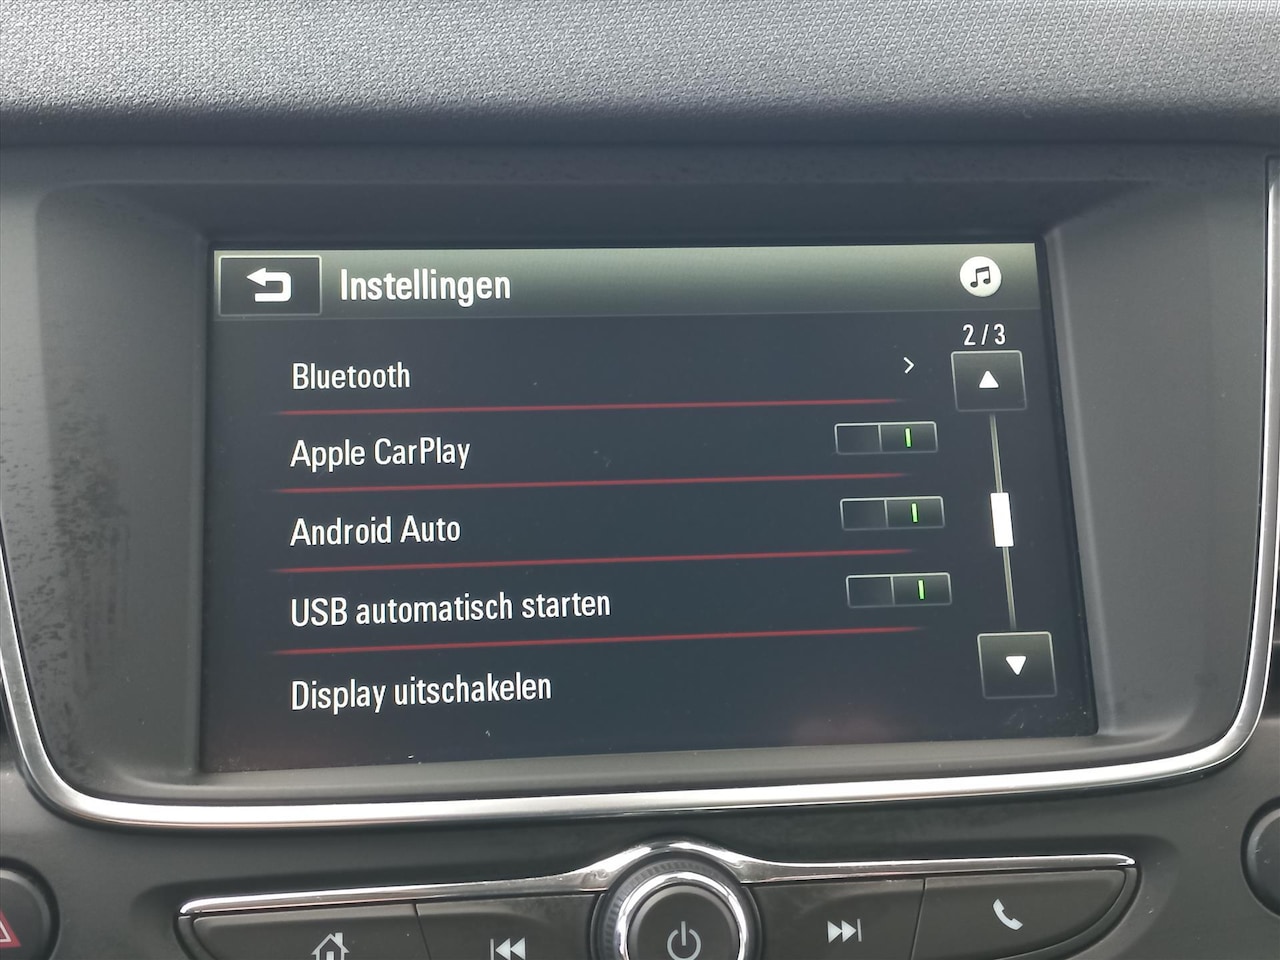 Instellingen
2/3
Bluetooth
Apple CarPlay
Android Auto
USB automatisch starten
Display uitschakelen